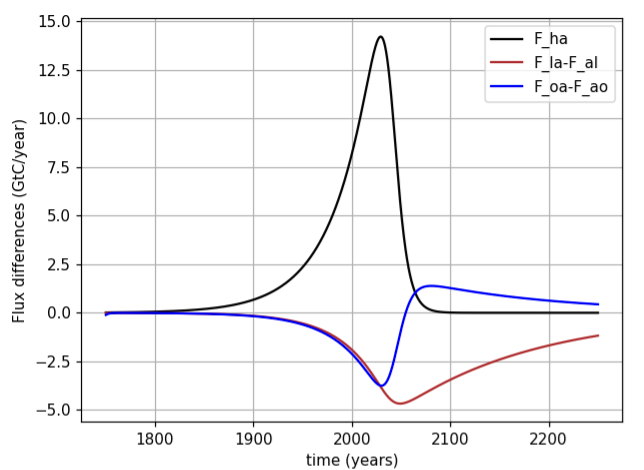 15.0
12.5
10.0
7.5
5.0
2.5
0.0
−2.5
−5.0
Flux differences (GtC/year)
F_ha
F_la-F_al
F_oa-F_ao
1800 1900 2000 2100 2200
time (years)